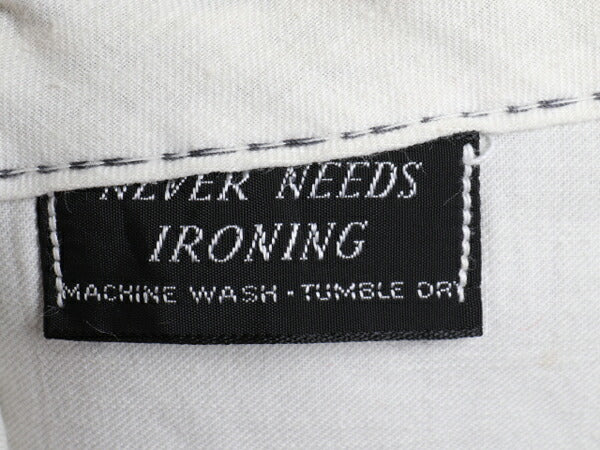 NEVER NEEDS
IRONING
MACHINE WASH - TUMBLE DRY